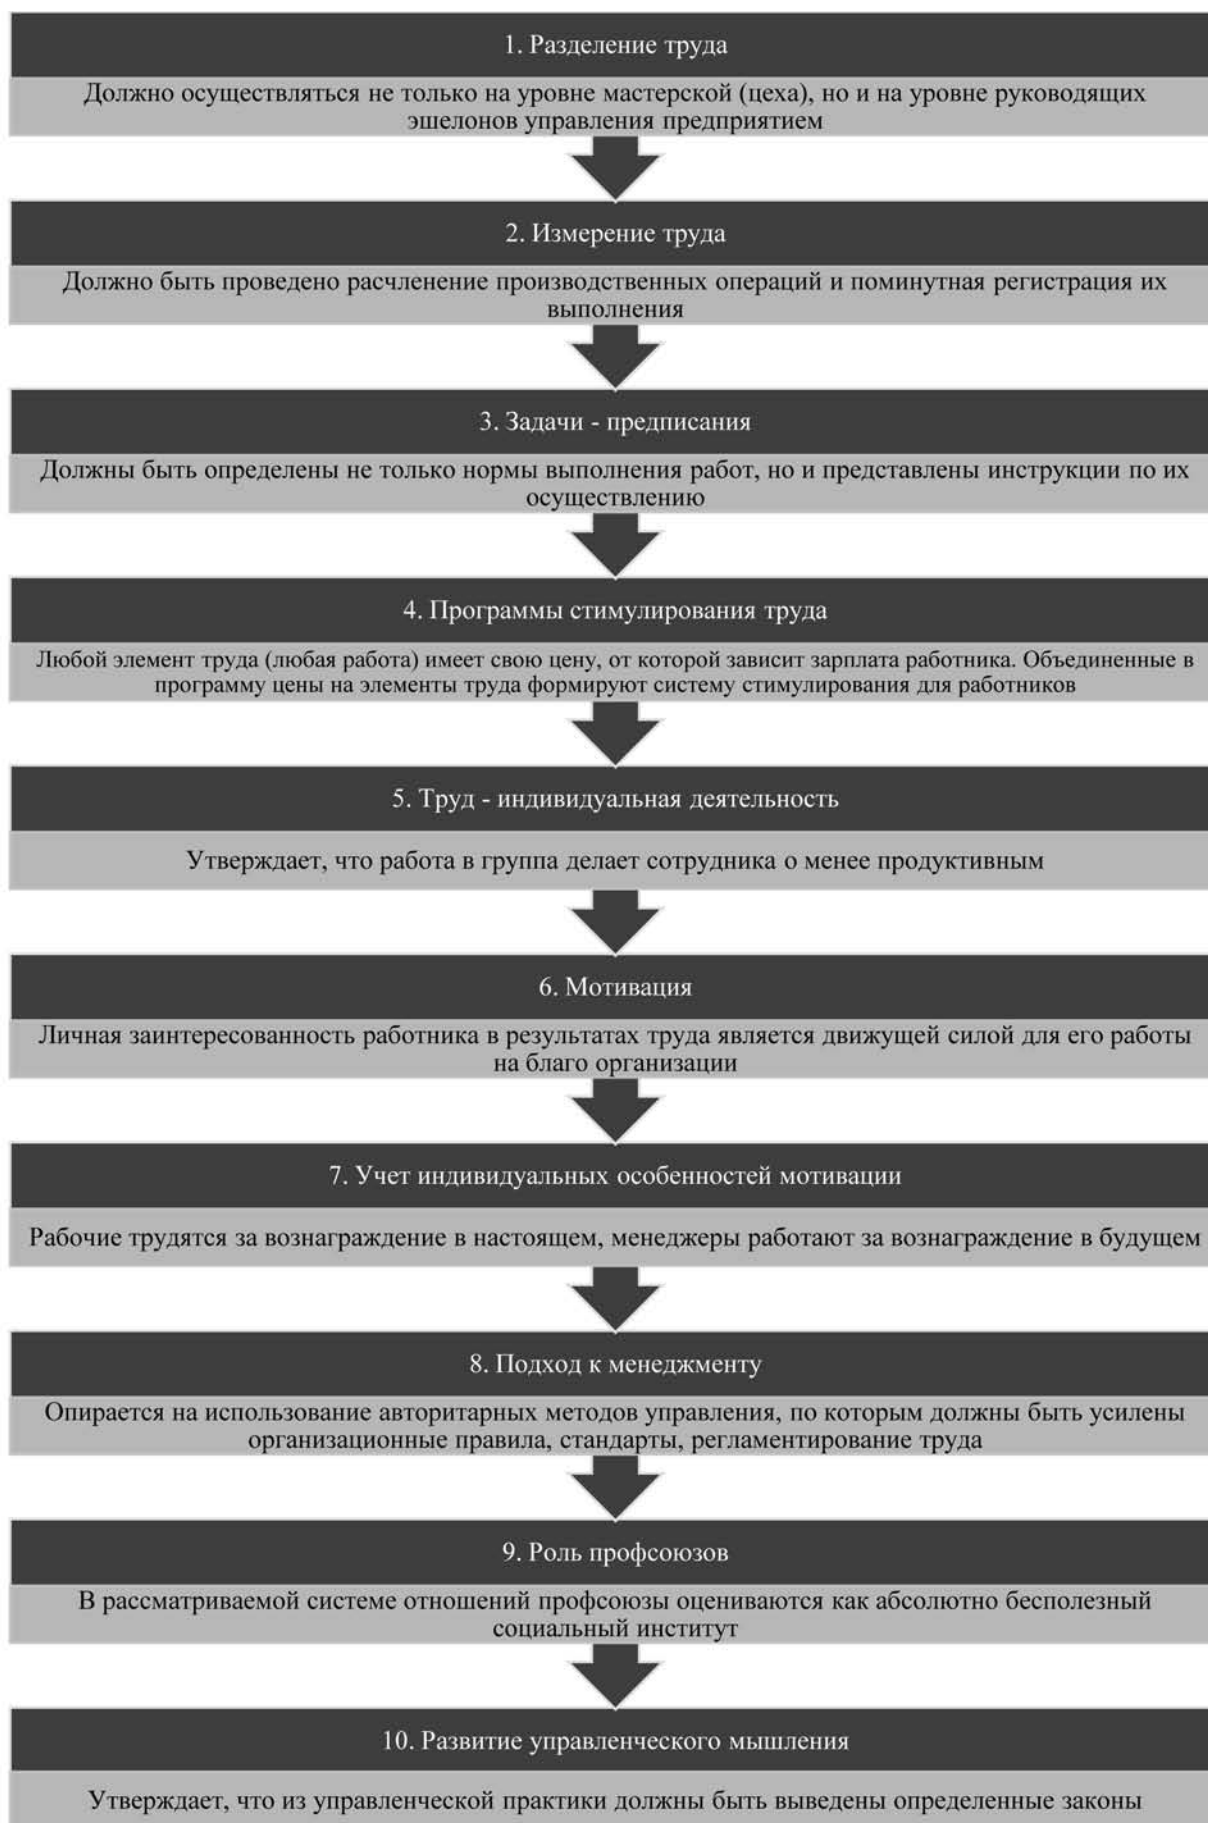 1. Разделение труда
Должно осуществляться не только на уровне мастерской (цеха), но и на уровне руководящих
эшелонов управления предприятием
2. Измерение труда
Должно быть проведено расчленение производственных операций и поминутная регистрация их
выполнения
3. Задачи - предписания
Должны быть определены не только нормы выполнения работ, но и представлены инструкции по их
осуществлению
4. Программы стимулирования труда
Любой элемент труда (любая работа) имеет свою цену, от которой зависит зарплата работника. Объединенные в
программу цены на элементы труда формируют систему стимулирования для работников
5. Труд - индивидуальная деятельность
Утверждает, что работа в группа делает сотрудника о менее продуктивным
6. Мотивация
Личная заинтересованность работника в результатах труда является движущей силой для его работы
на благо организации
7. Учет индивидуальных особенностей мотивации
Рабочие трудятся за вознаграждение в настоящем, менеджеры работают за вознаграждение в будущем
8. Подход к менеджменту
Опирается на использование авторитарных методов управления, по которым должны быть усилены
организационные правила, стандарты, регламентирование труда
9. Роль профсоюзов
В рассматриваемой системе отношений профсоюзы оцениваются как абсолютно бесполезный
социальный институт
10. Развитие управленческого мышления
Утверждает, что из управленческой практики должны быть выведены определенные законы